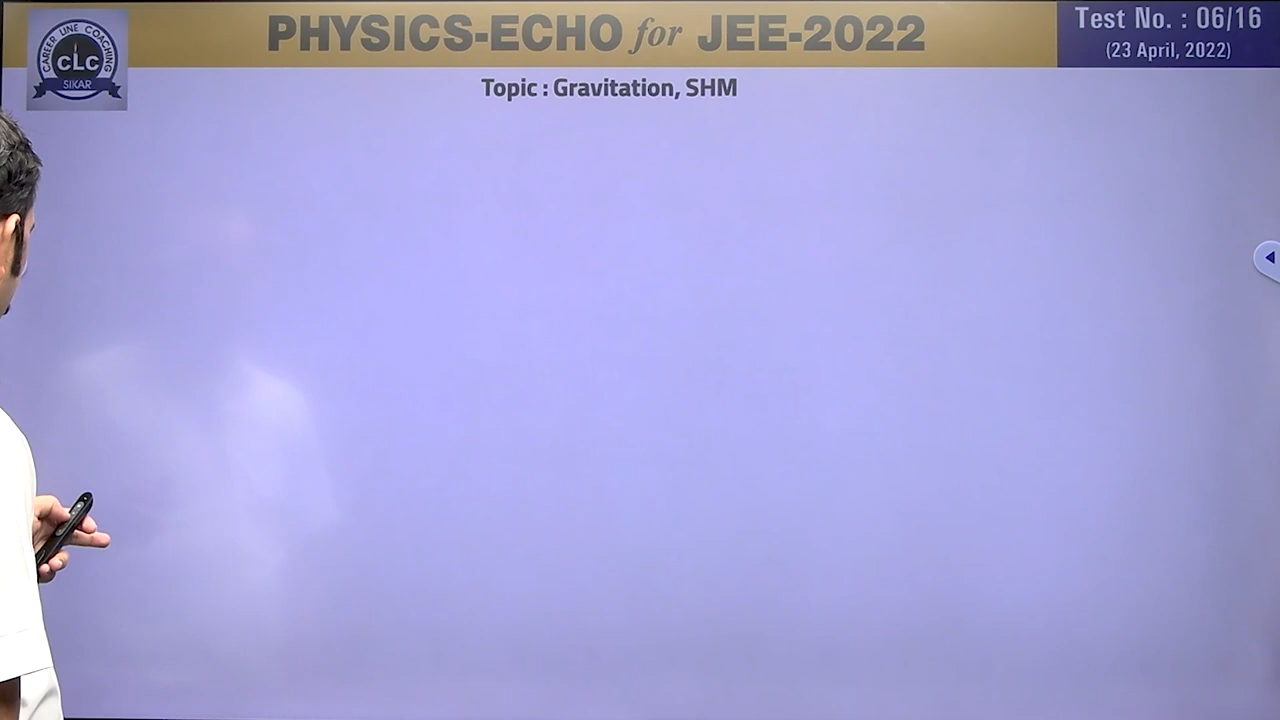 PHYSICS-ECHO for JEE-2022
Test No. : 06/16
(23 April, 2022)
CAREER LINE COACHING
CLC
SIKAR
Topic : Gravitation, SHM